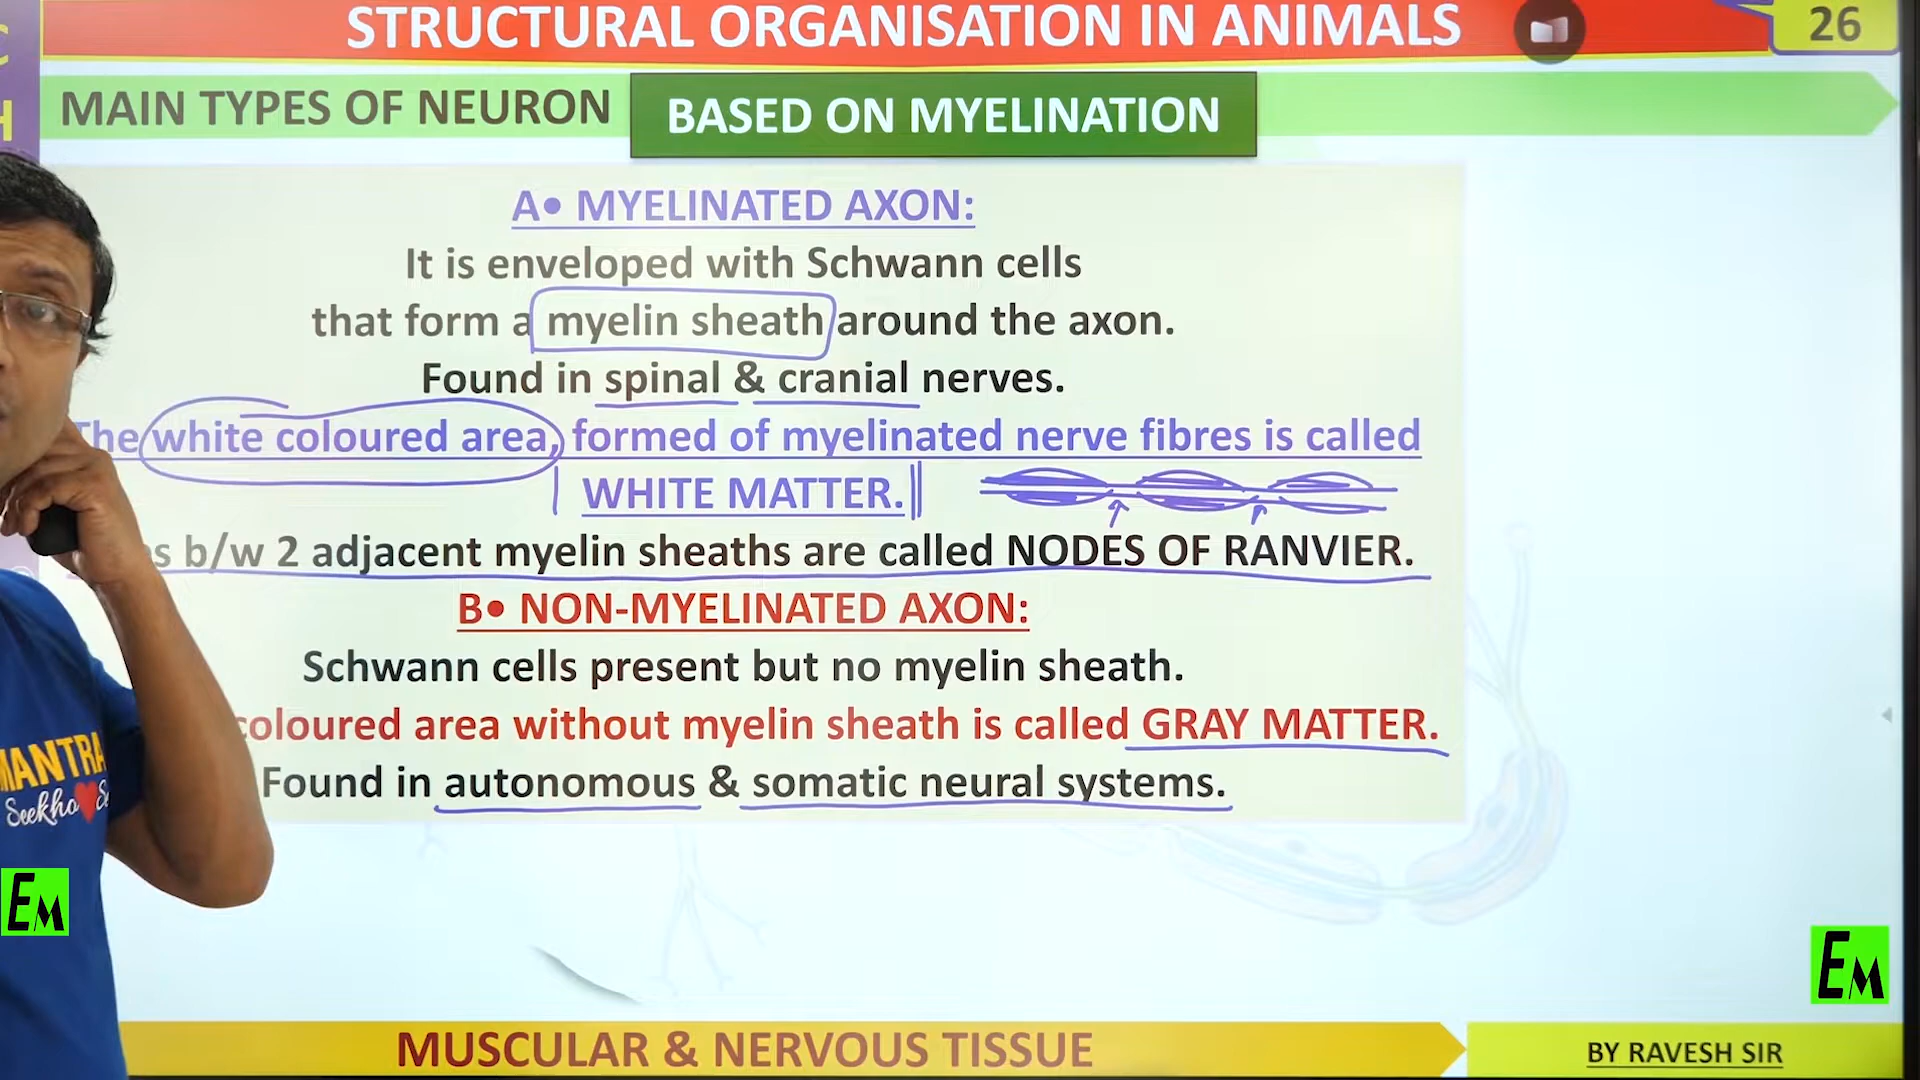 STRUCTURAL ORGANISATION IN ANIMALS
26
C
H
MAIN TYPES OF NEURON
BASED ON MYELINATION
A• MYELINATED AXON:
It is enveloped with Schwann cells
that form a myelin sheath around the axon.
Found in spinal & cranial nerves.
The white coloured area, formed of myelinated nerve fibres is called
WHITE MATTER.
b/w 2 adjacent myelin sheaths are called NODES OF RANVIER.
B• NON-MYELINATED AXON:
Schwann cells present but no myelin sheath.
coloured area without myelin sheath is called GRAY MATTER.
Found in autonomous & somatic neural systems.
MANTRA
Seekho
EM
EM
MUSCULAR & NERVOUS TISSUE
BY RAVESH SIR